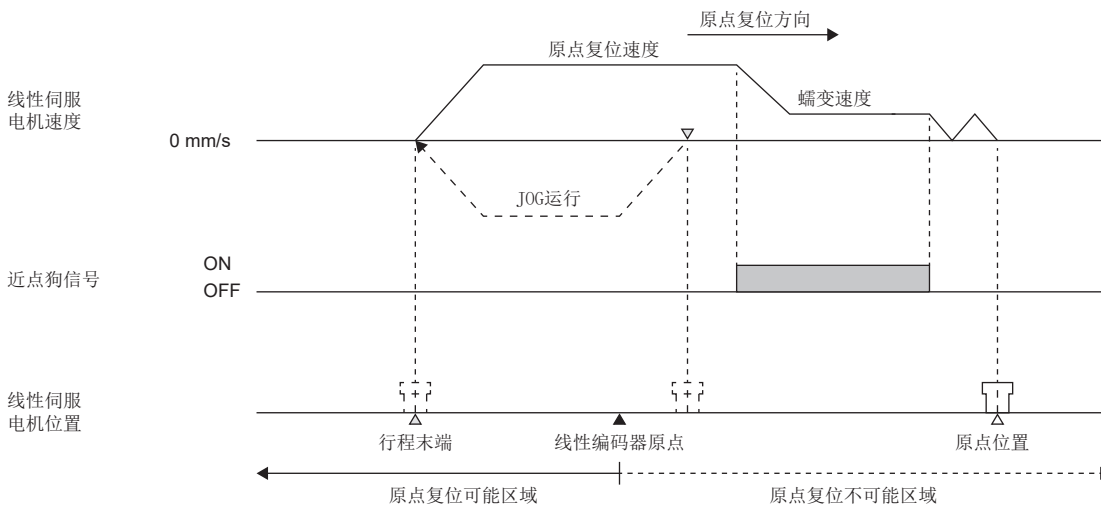 原点复位方向
原点复位速度
线性伺服
电机速度
蠕变速度
0 mm/s
JOG运行
近点狗信号
ON
OFF
线性伺服
电机位置
行程末端
线性编码器原点
原点位置
原点复位可能区域
原点复位不可能区域